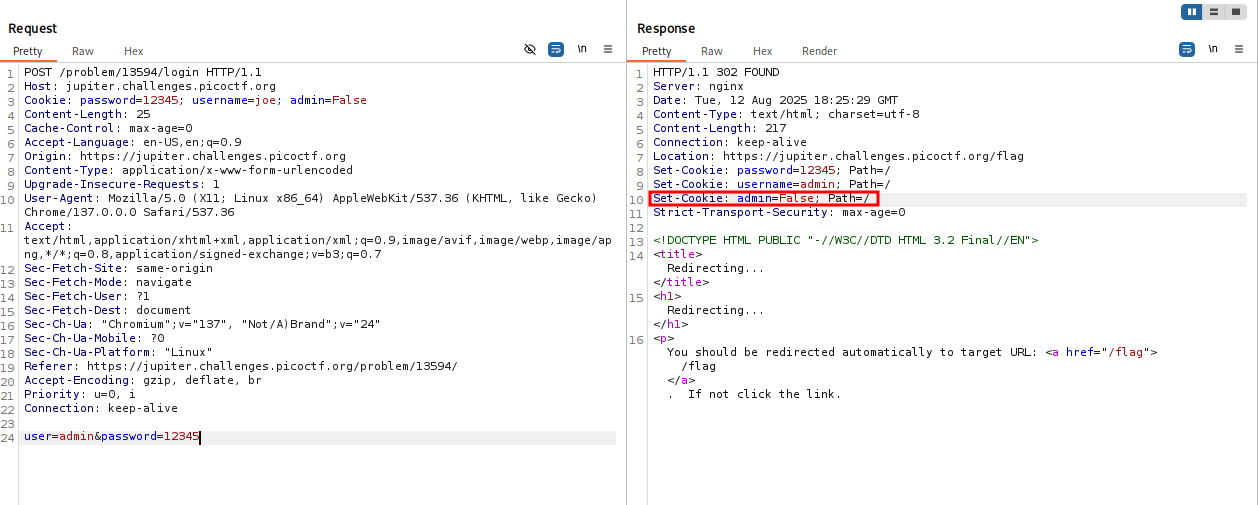 Request
Pretty Raw Hex
\n
1 POST /problem/13594/login HTTP/1.1
2 Host: jupiter.challenges.picoctf.org
3 Cookie: password=12345; username=joe; admin=False
4 Content-Length: 25
5 Cache-Control: max-age=0
6 Accept-Language: en-US,en;q=0.9
7 Origin: https://jupiter.challenges.picoctf.org
8 Content-Type: application/x-www-form-urlencoded
9 Upgrade-Insecure-Requests: 1
10 User-Agent: Mozilla/5.0 (X11; Linux x86_64) AppleWebKit/537.36 (KHTML, like Gecko)
Chrome/137.0.0.0 Safari/537.36
11 Accept:
text/html,application/xhtml+xml,application/xml;q=0.9,image/avif,image/webp,image/ap
ng,*/*;q=0.8,application/signed-exchange;v=b3;q=0.7
12 Sec-Fetch-Site: same-origin
13 Sec-Fetch-Mode: navigate
14 Sec-Fetch-User: ?1
15 Sec-Fetch-Dest: document
16 Sec-Ch-Ua: "Chromium";v="137", "Not/A)Brand";v="24"
17 Sec-Ch-Ua-Mobile: ?0
18 Sec-Ch-Ua-Platform: "Linux"
19 Referer: https://jupiter.challenges.picoctf.org/problem/13594/
20 Accept-Encoding: gzip, deflate, br
21 Priority: u=0, i
22 Connection: keep-alive
23
24 user=admin&password=12345
Response
Pretty Raw Hex Render
\n
1 HTTP/1.1 302 FOUND
2 Server: nginx
3 Date: Tue, 12 Aug 2025 18:25:29 GMT
4 Content-Type: text/html; charset=utf-8
5 Content-Length: 217
6 Connection: keep-alive
7 Location: https://jupiter.challenges.picoctf.org/flag
8 Set-Cookie: password=12345; Path=/
9 Set-Cookie: username=admin; Path=/
10 Set-Cookie: admin=False; Path=/
11 Strict-Transport-Security: max-age=0
12
13 <!DOCTYPE HTML PUBLIC "-//W3C//DTD HTML 3.2 Final//EN">
14 <title>
Redirecting...
</title>
15 <h1>
Redirecting...
</h1>
16 <p>
You should be redirected automatically to target URL: <a href="/flag">
/flag
</a>
. If not click the link.